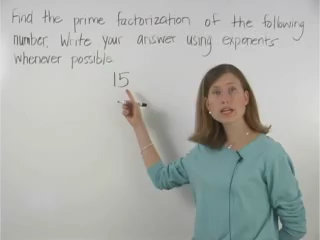 Find the prime factorization of the following
number. Write your answer using exponents
whenever possible.
15